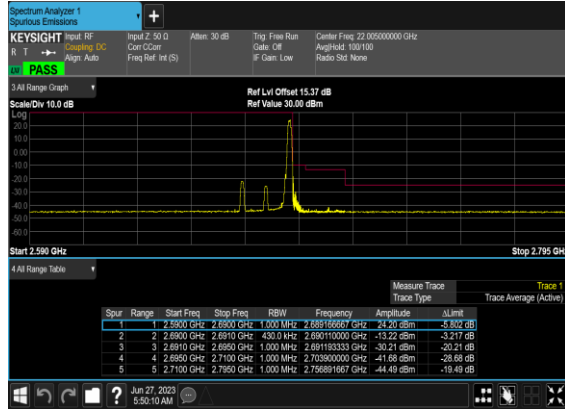 Spectrum Analyzer 1
Spurious Emissions
+
KEYSIGHT
R T
LXI PASS
Input: RF
Coupling: DC
Align: Auto
Input Z: 50 Ω
Corr CCorr
Freq Ref: Int (S)
Atten: 30 dB
Trig: Free Run
Gate: Off
IF Gain: Low
Center Freq: 22.005000000 GHz
Avg|Hold: 100/100
Radio Std: None
3 All Range Graph
Scale/Div 10.0 dB
Ref Lvl Offset 15.37 dB
Ref Value 30.00 dBm
Log
20.0
10.0
0.00
-10.0
-20.0
-30.0
-40.0
-50.0
-60.0
Start 2.590 GHz
Stop 2.795 GH
4 All Range Table
Measure Trace Trace 1
Trace Type Trace Average (Active)
Spur Range Start Freq Stop Freq RBW Frequency Amplitude ΔLimit
1 1 2.5900 GHz 2.6900 GHz 1.000 MHz 2.689166667 GHz 24.20 dBm -5.802 dB
2 2 2.6900 GHz 2.6910 GHz 430.0 kHz 2.690110000 GHz -13.22 dBm -3.217 dB
3 3 2.6910 GHz 2.6950 GHz 1.000 MHz 2.691193333 GHz -30.21 dBm -20.21 dB
4 4 2.6950 GHz 2.7100 GHz 1.000 MHz 2.703900000 GHz -41.68 dBm -28.68 dB
5 5 2.7100 GHz 2.7950 GHz 1.000 MHz 2.756891667 GHz -44.49 dBm -19.49 dB
?
Jun 27, 2023
5:50:10 AM